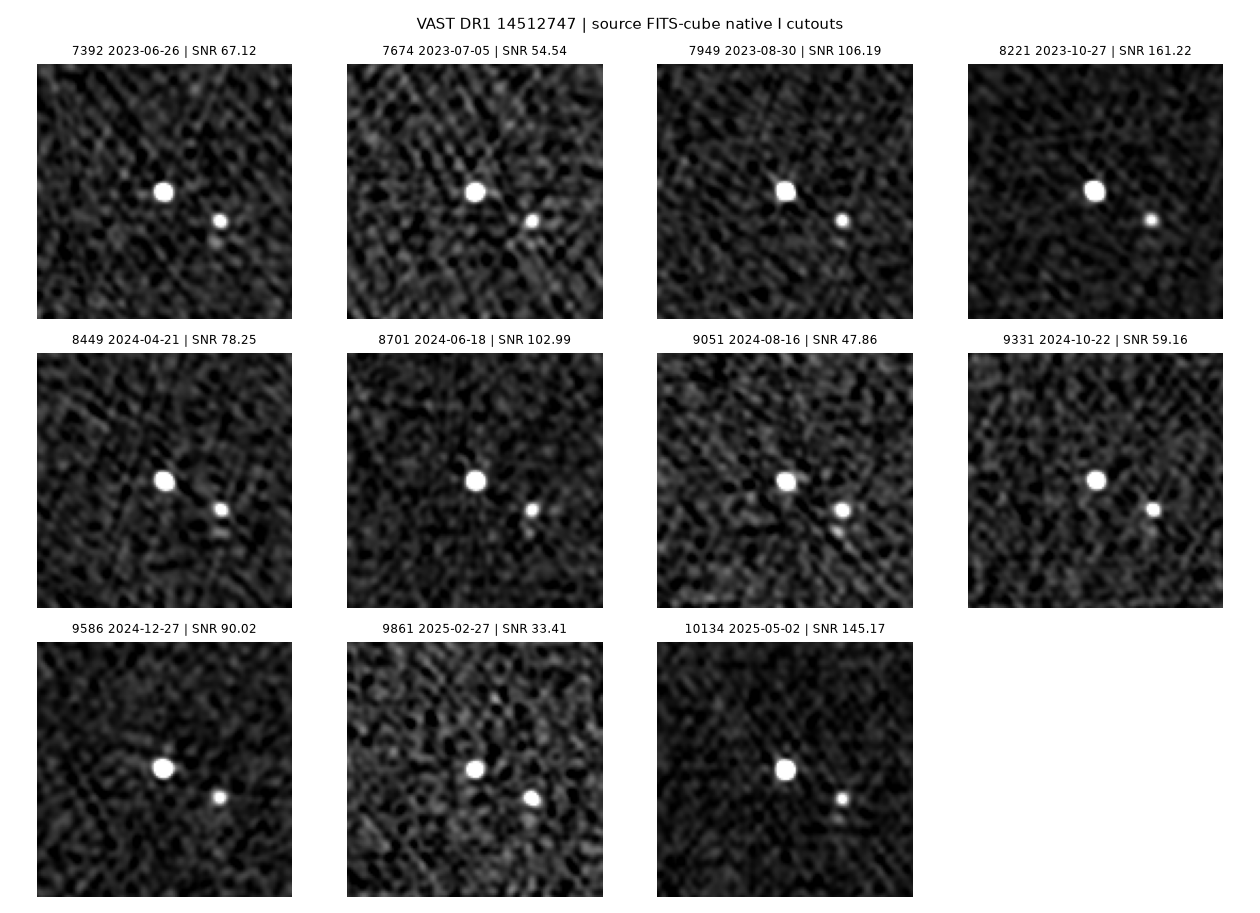 VAST DR1 14512747 | source FITS-cube native I cutouts
7392 2023-06-26 | SNR 67.12
7674 2023-07-05 | SNR 54.54
7949 2023-08-30 | SNR 106.19
8221 2023-10-27 | SNR 161.22
8449 2024-04-21 | SNR 78.25
8701 2024-06-18 | SNR 102.99
9051 2024-08-16 | SNR 47.86
9331 2024-10-22 | SNR 59.16
9586 2024-12-27 | SNR 90.02
9861 2025-02-27 | SNR 33.41
10134 2025-05-02 | SNR 145.17